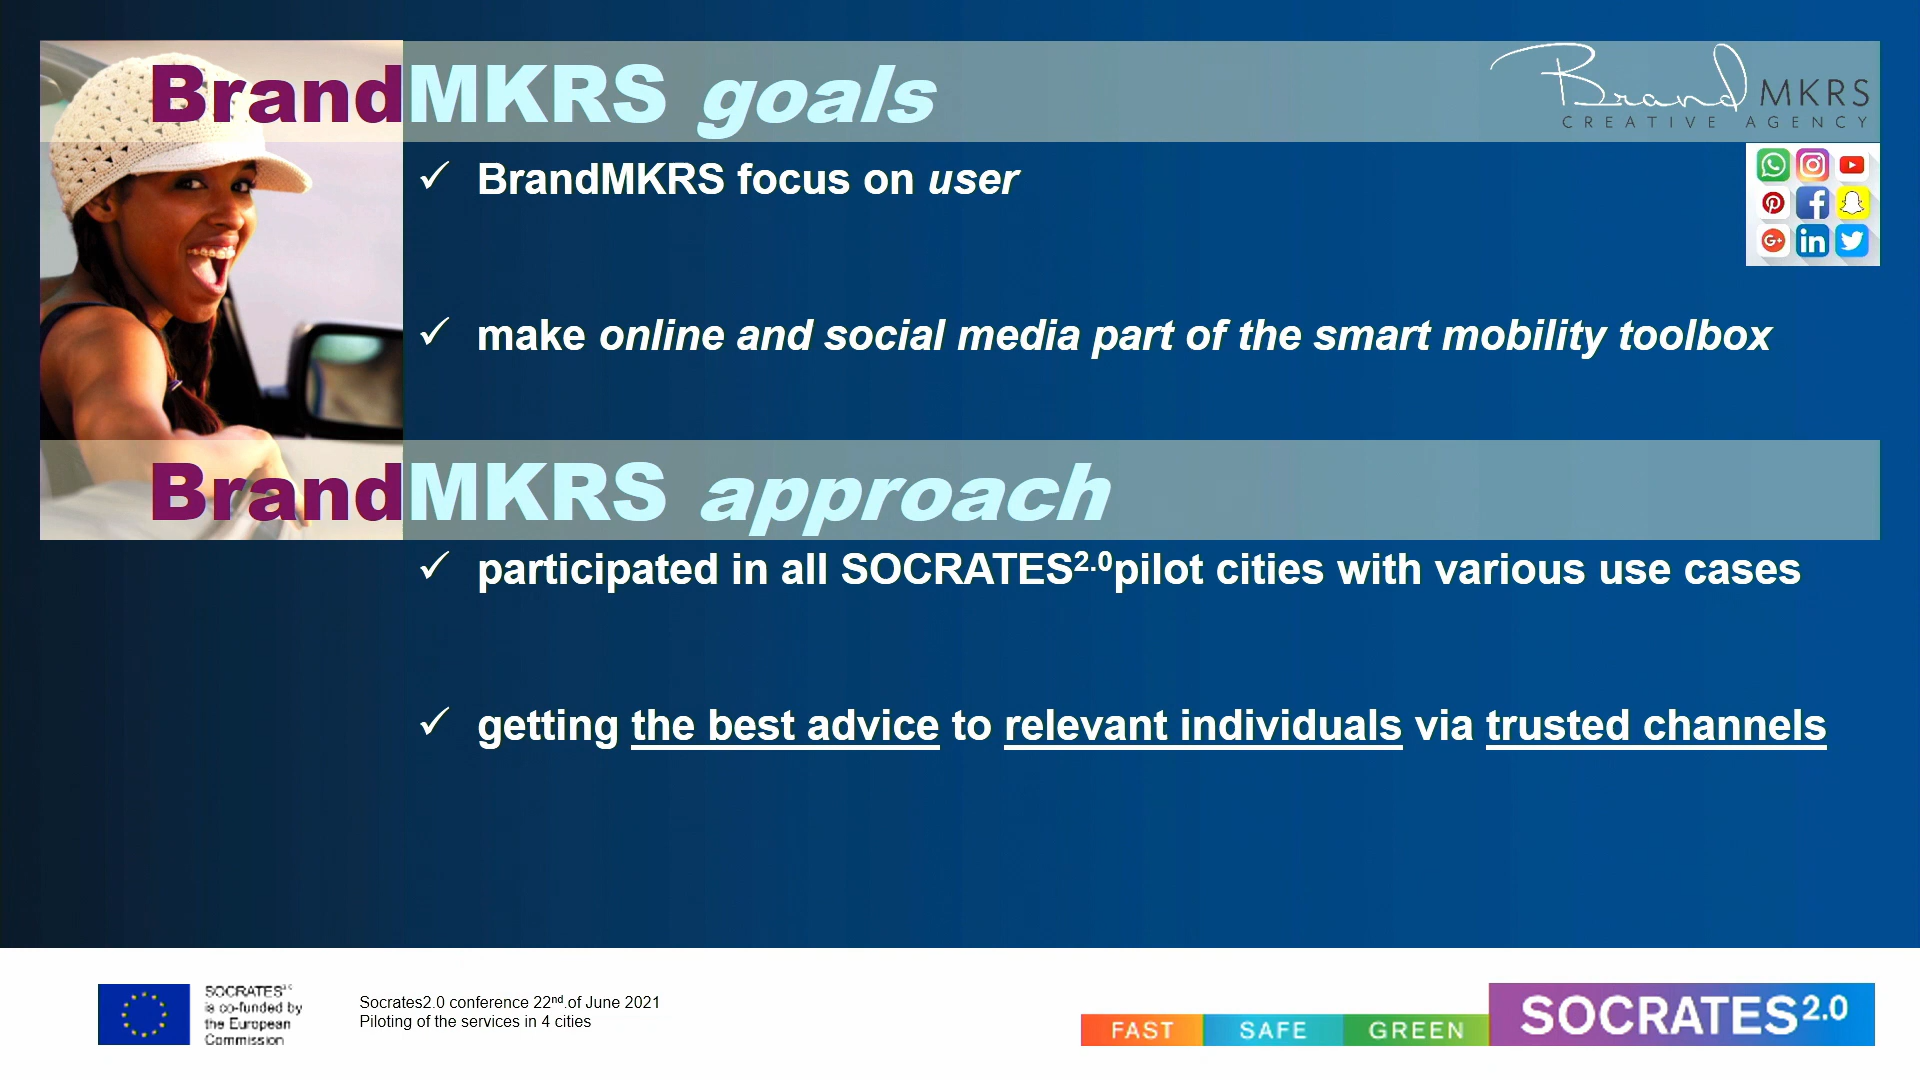 BrandMKRS goals
Brand MKRS
CREATIVE AGENCY
✓ BrandMKRS focus on user
✓ make online and social media part of the smart mobility toolbox
BrandMKRS approach
✓ participated in all SOCRATES2.0pilot cities with various use cases
✓ getting the best advice to relevant individuals via trusted channels
SOCRATES2.0
is co-funded by
the European
Commission
Socrates2.0 conference 22nd of June 2021
Piloting of the services in 4 cities
FAST SAFE GREEN
SOCRATES2.0